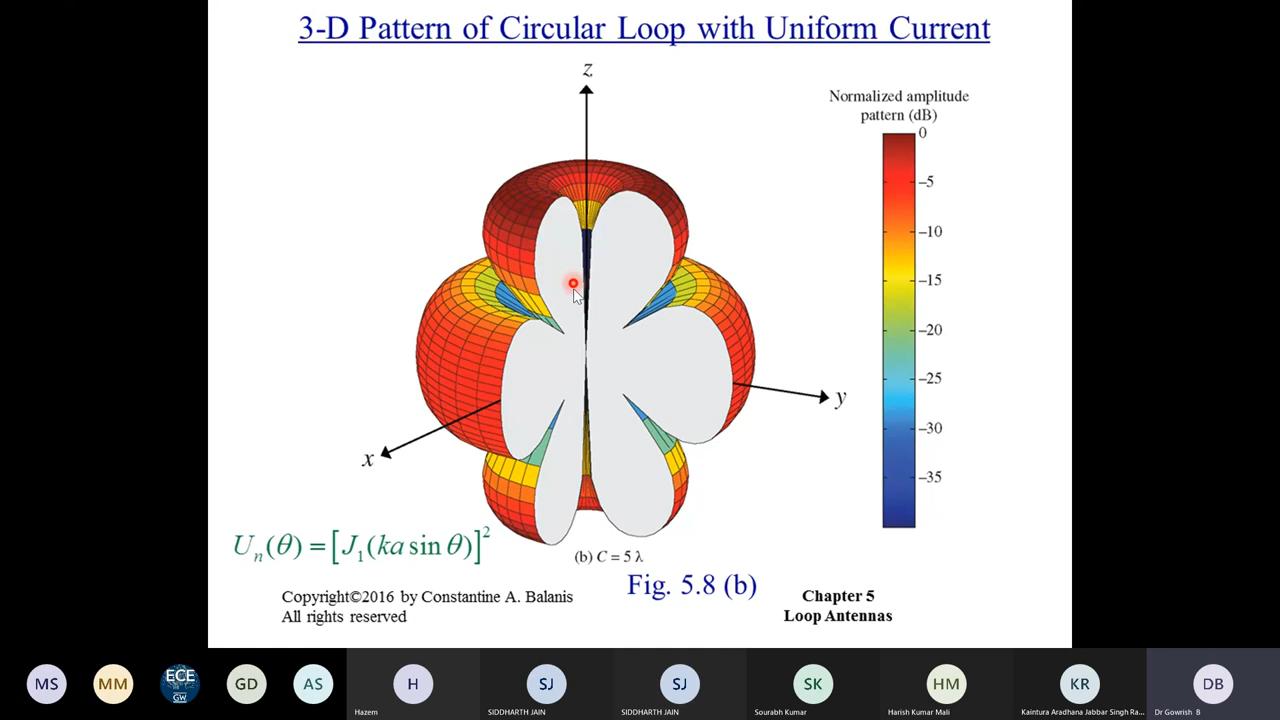 3-D Pattern of Circular Loop with Uniform Current
z
Normalized amplitude
pattern (dB)
0
–5
–10
–15
–20
–25
–30
–35
y
x
Uₙ(θ) = [J₁(ka sin θ)]²
(b) C = 5 λ
Fig. 5.8 (b)
Copyright©2016 by Constantine A. Balanis
All rights reserved
Chapter 5
Loop Antennas
MS
MM
ECE
GW
GD
AS
H
SJ
SJ
SK
HM
KR
DB
Hazem
SIDDHARTH JAIN
SIDDHARTH JAIN
Sourabh Kumar
Harish Kumar Mali
Kaintura Aradhana Jabbar Singh Ra...
Dr Gowrish B